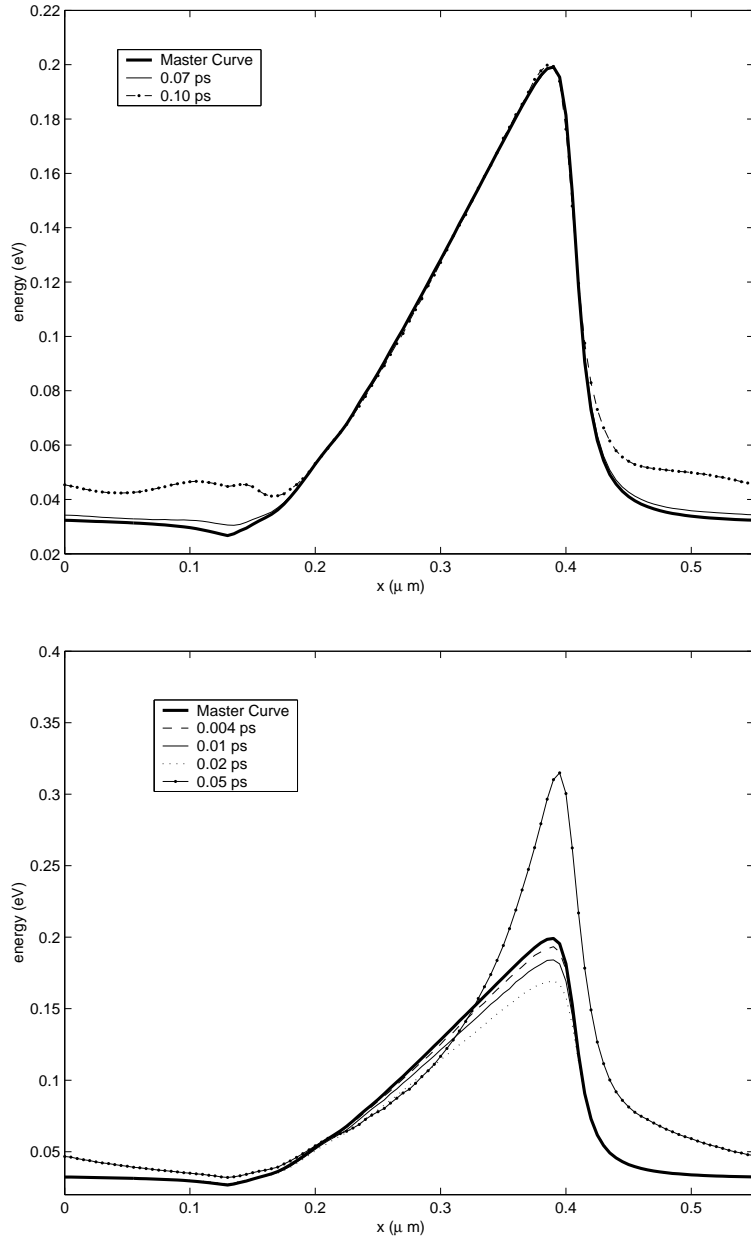 0.22
0.2
0.18
0.16
0.14
0.12
0.1
0.08
0.06
0.04
0.02
energy (eV)
Master Curve
0.07 ps
0.10 ps
0 0.1 0.2 0.3 0.4 0.5
x (μ m)
0.4
0.35
0.3
0.25
0.2
0.15
0.1
0.05
energy (eV)
Master Curve
0.004 ps
0.01 ps
0.02 ps
0.05 ps
0 0.1 0.2 0.3 0.4 0.5
x (μ m)